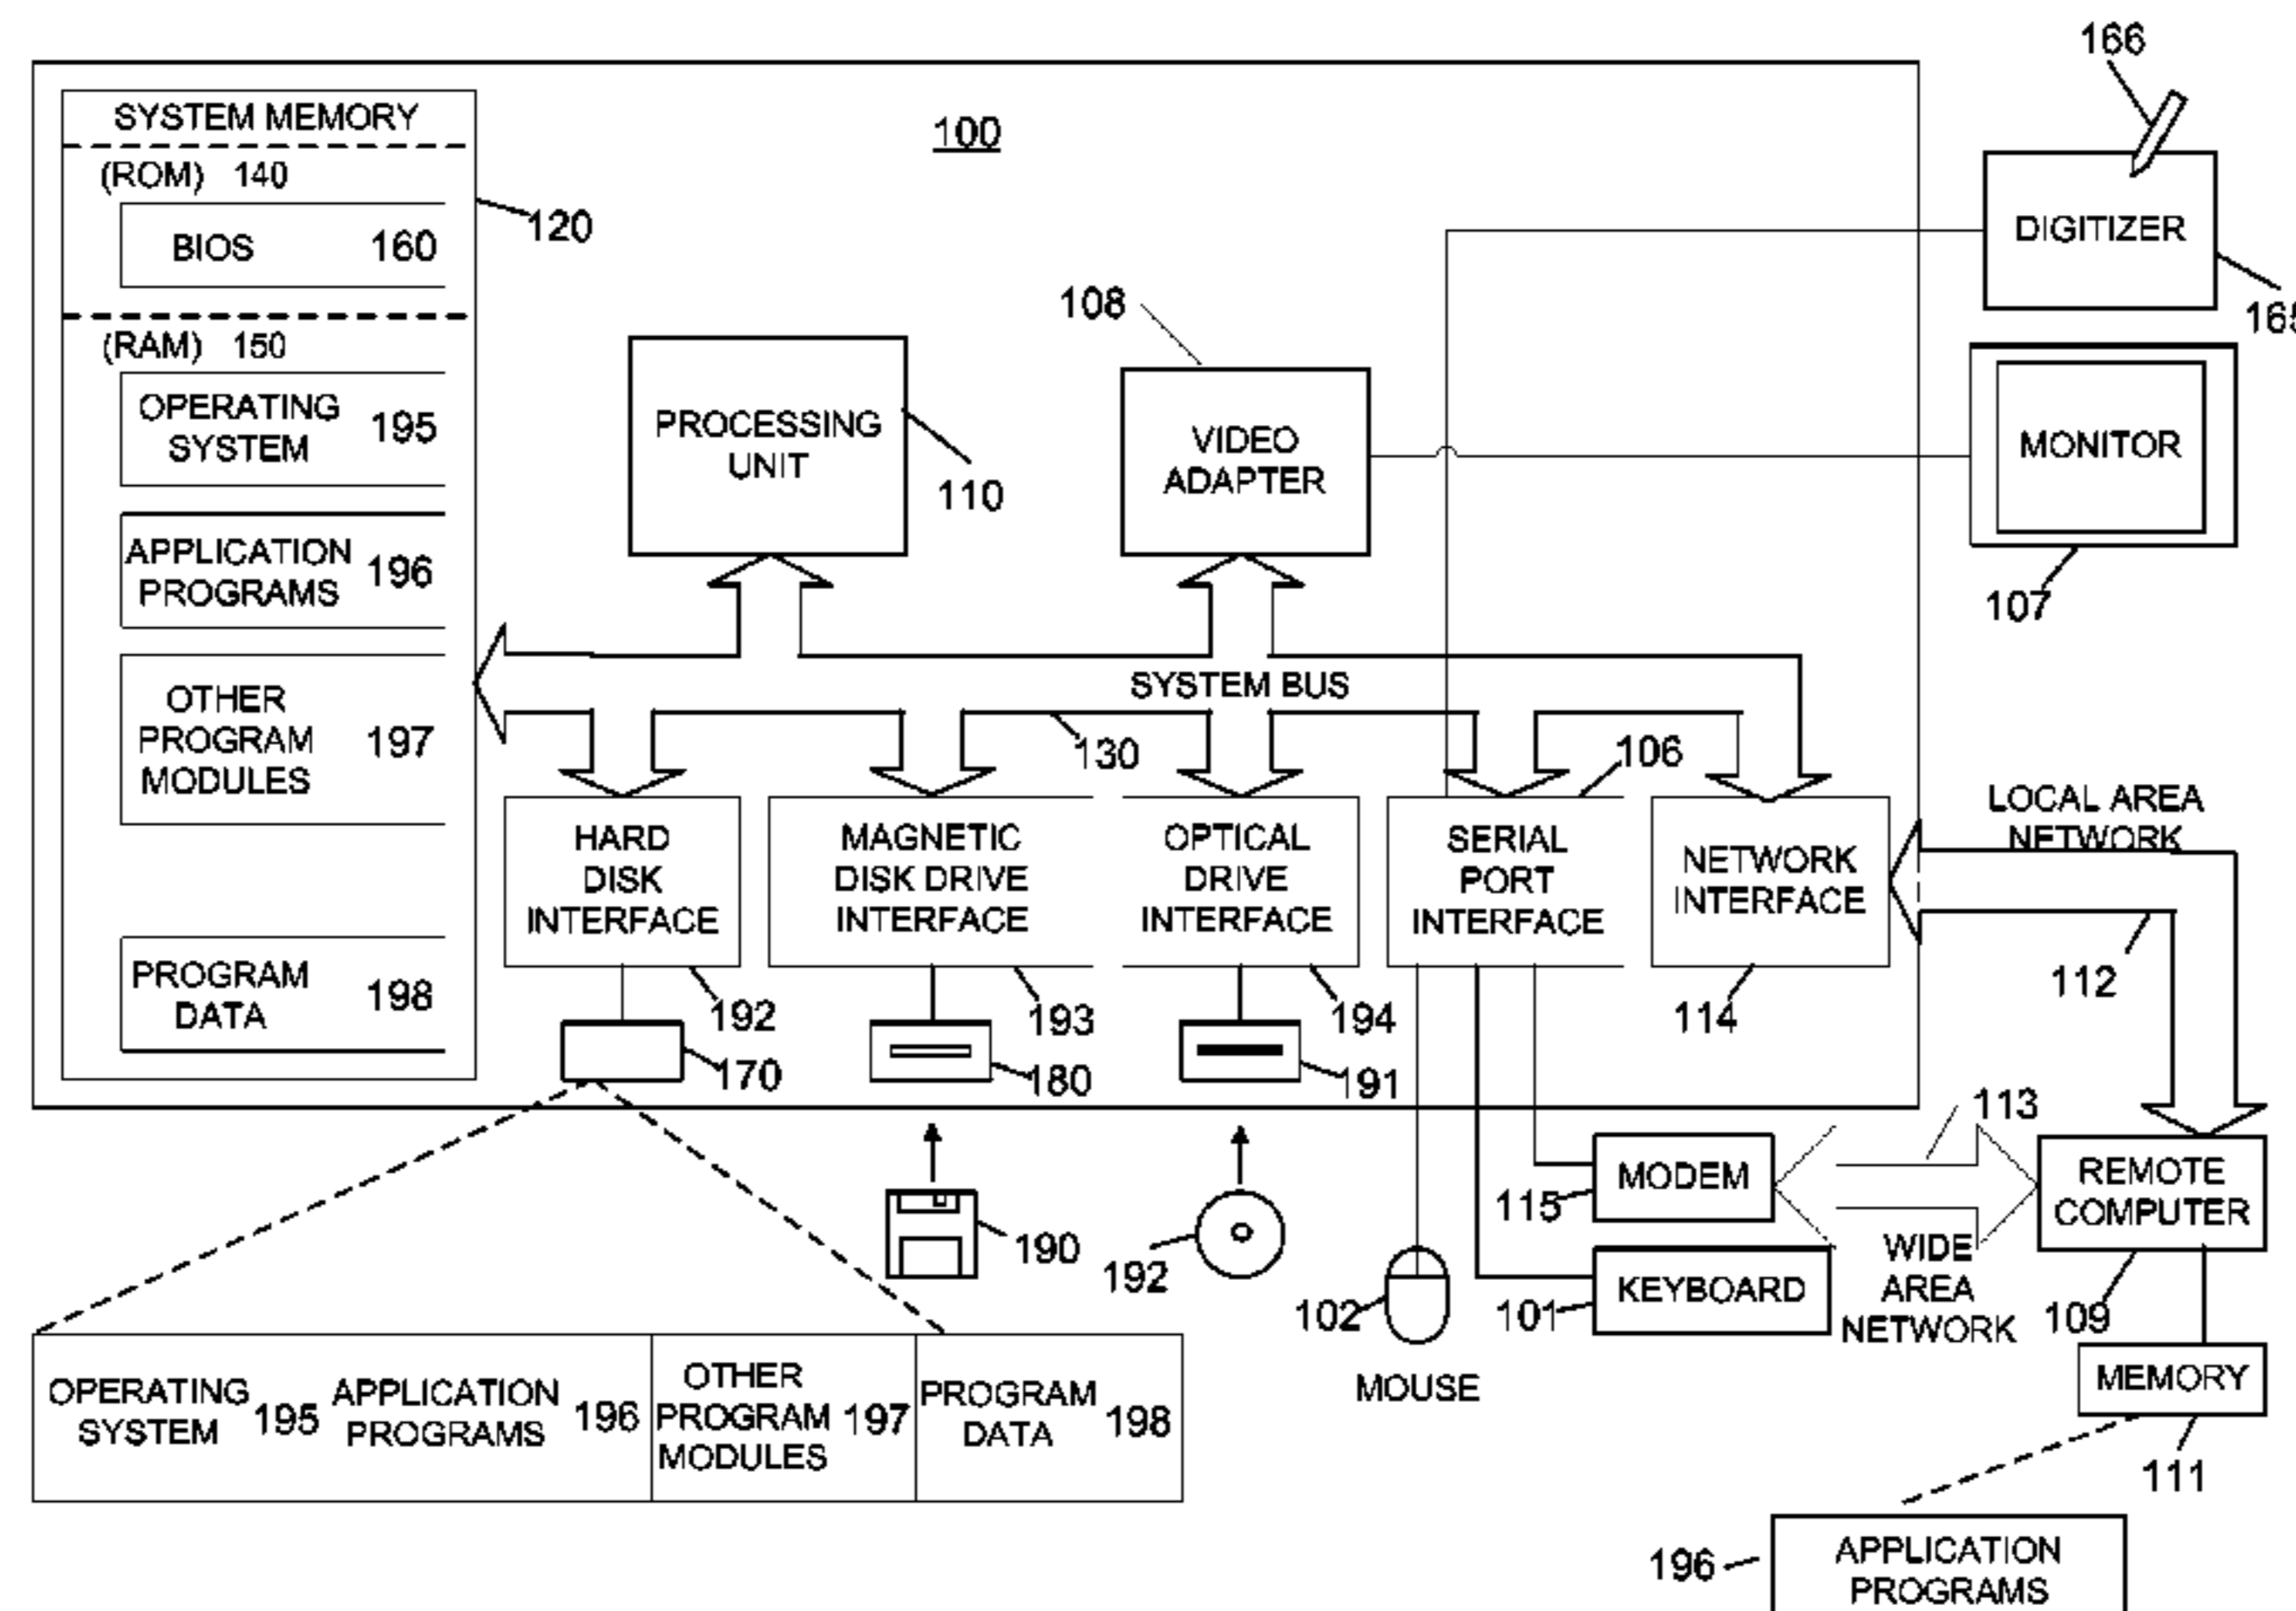 166
SYSTEM MEMORY
100
(ROM) 140
120
BIOS 160
DIGITIZER
165
108
(RAM) 150
OPERATING
SYSTEM 195
PROCESSING
UNIT
110
VIDEO
ADAPTER
MONITOR
107
APPLICATION
PROGRAMS 196
SYSTEM BUS
130
106
OTHER
PROGRAM
MODULES 197
LOCAL AREA
NETWORK
HARD
DISK
INTERFACE
MAGNETIC
DISK DRIVE
INTERFACE
OPTICAL
DRIVE
INTERFACE
SERIAL
PORT
INTERFACE
NETWORK
INTERFACE
112
PROGRAM
DATA 198
192
193
194
114
170
180
191
113
MODEM
115
REMOTE
COMPUTER
190
192
102
KEYBOARD
101
WIDE
AREA
NETWORK
109
MOUSE
MEMORY
111
OPERATING
SYSTEM 195
APPLICATION
PROGRAMS 196
OTHER
PROGRAM
MODULES 197
PROGRAM
DATA 198
196
APPLICATION
PROGRAMS